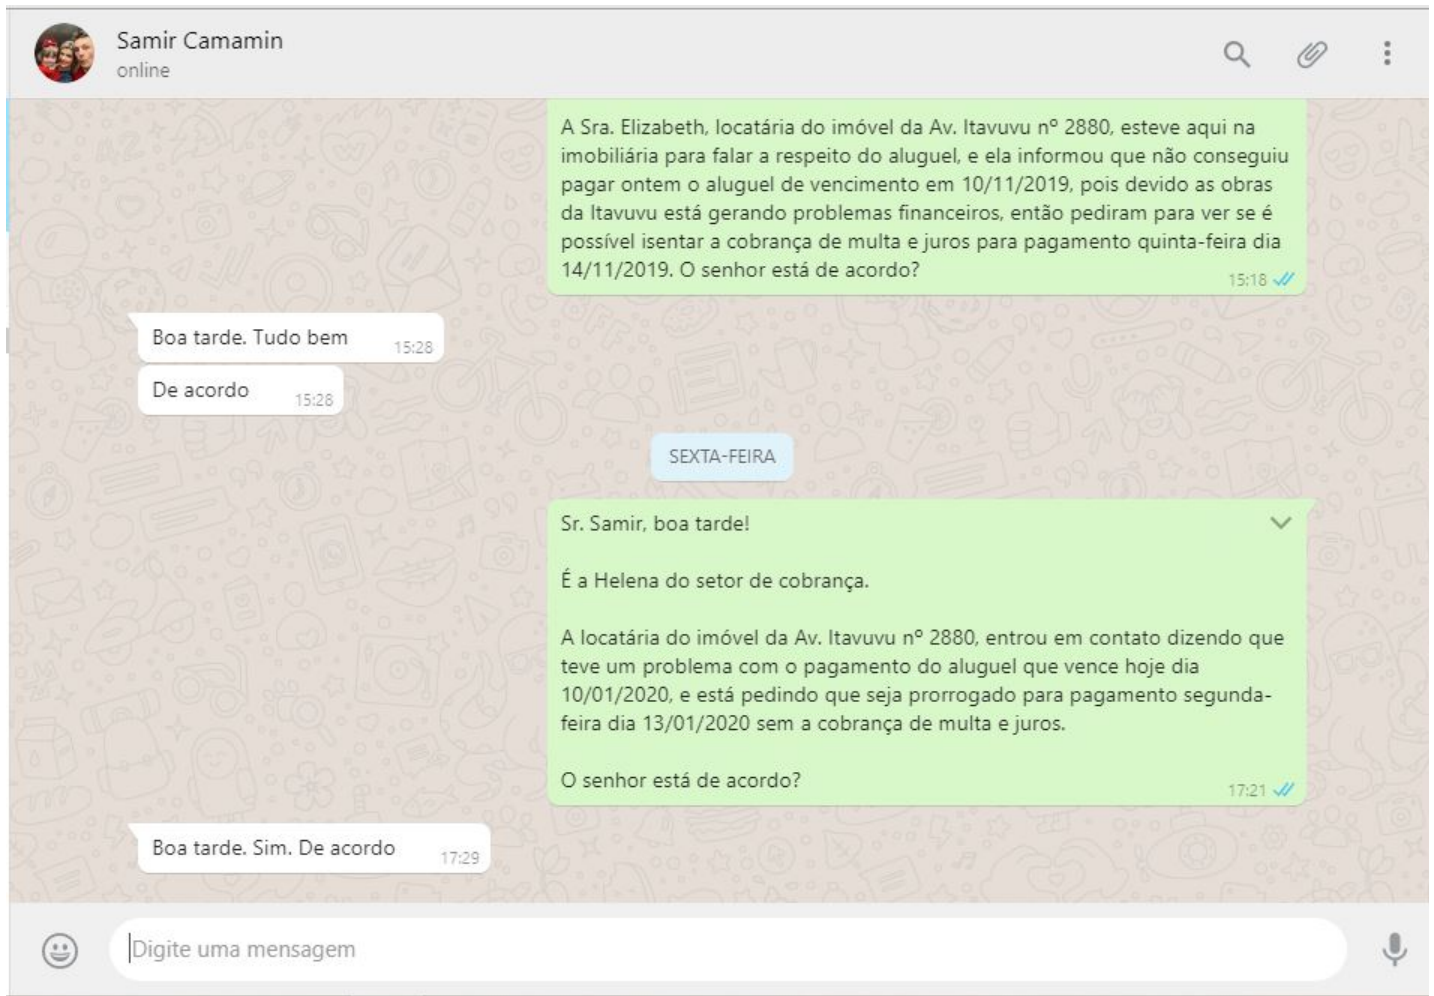 Samir Camamin
online
A Sra. Elizabeth, locatária do imóvel da Av. Itavuvu nº 2880, esteve aqui na
imobiliária para falar a respeito do aluguel, e ela informou que não conseguiu
pagar ontem o aluguel de vencimento em 10/11/2019, pois devido as obras
da Itavuvu está gerando problemas financeiros, então pediram para ver se é
possível isentar a cobrança de multa e juros para pagamento quinta-feira dia
14/11/2019. O senhor está de acordo?
15:18
Boa tarde. Tudo bem
15:28
De acordo
15:28
SEXTA-FEIRA
Sr. Samir, boa tarde!
É a Helena do setor de cobrança.
A locatária do imóvel da Av. Itavuvu nº 2880, entrou em contato dizendo que
teve um problema com o pagamento do aluguel que vence hoje dia
10/01/2020, e está pedindo que seja prorrogado para pagamento segunda-
feira dia 13/01/2020 sem a cobrança de multa e juros.
O senhor está de acordo?
17:21
Boa tarde. Sim. De acordo
17:29
Digite uma mensagem